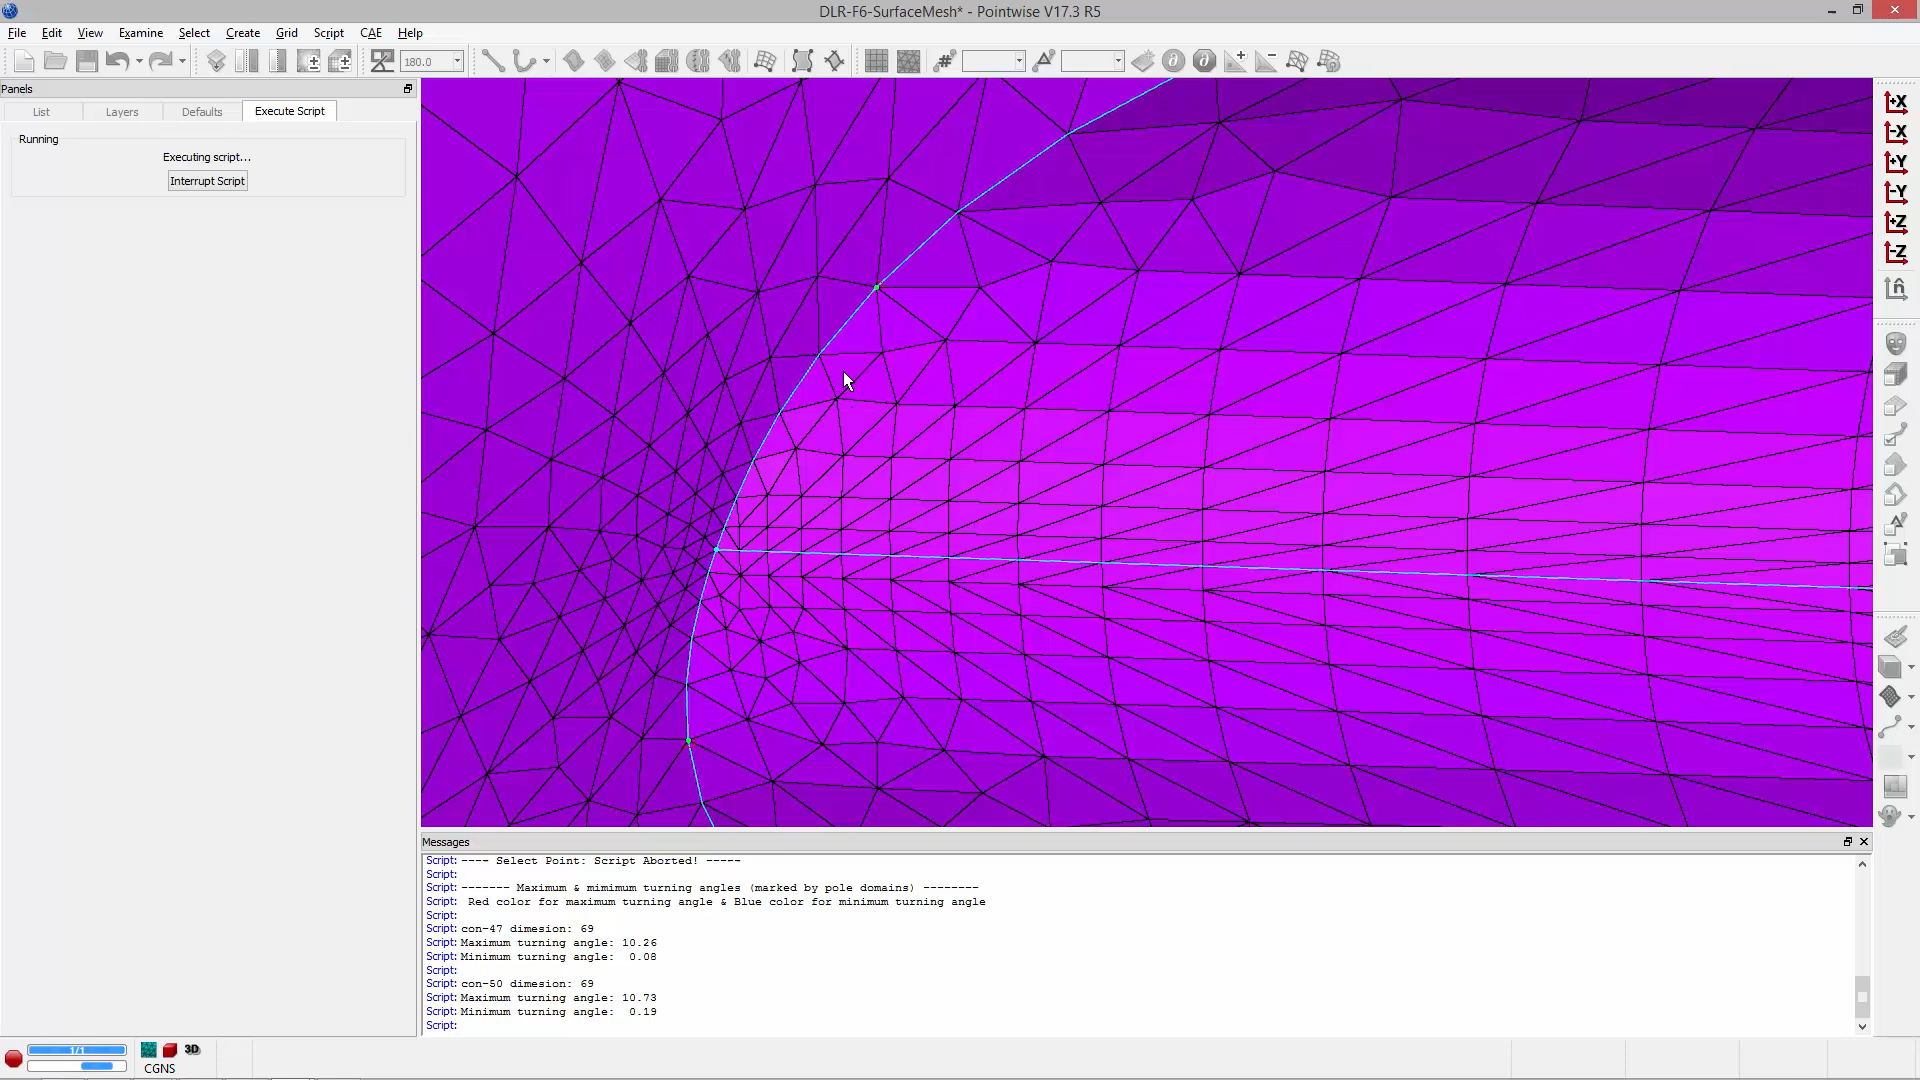 DLR-F6-SurfaceMesh* - Pointwise V17.3 R5
File Edit View Examine Select Create Grid Script CAE Help
180.0
Panels
List Layers Defaults Execute Script
Running
Executing script...
Interrupt Script
+X
-X
+Y
-Y
+Z
-Z
n̂
Messages
Script: ---- Select Point: Script Aborted! -----
Script:
Script: ------- Maximum & mimimum turning angles (marked by pole domains) --------
Script: Red color for maximum turning angle & Blue color for minimum turning angle
Script:
Script: con-47 dimesion: 69
Script: Maximum turning angle: 10.26
Script: Minimum turning angle: 0.08
Script:
Script: con-50 dimesion: 69
Script: Maximum turning angle: 10.73
Script: Minimum turning angle: 0.19
Script:
1/1
3D
CGNS